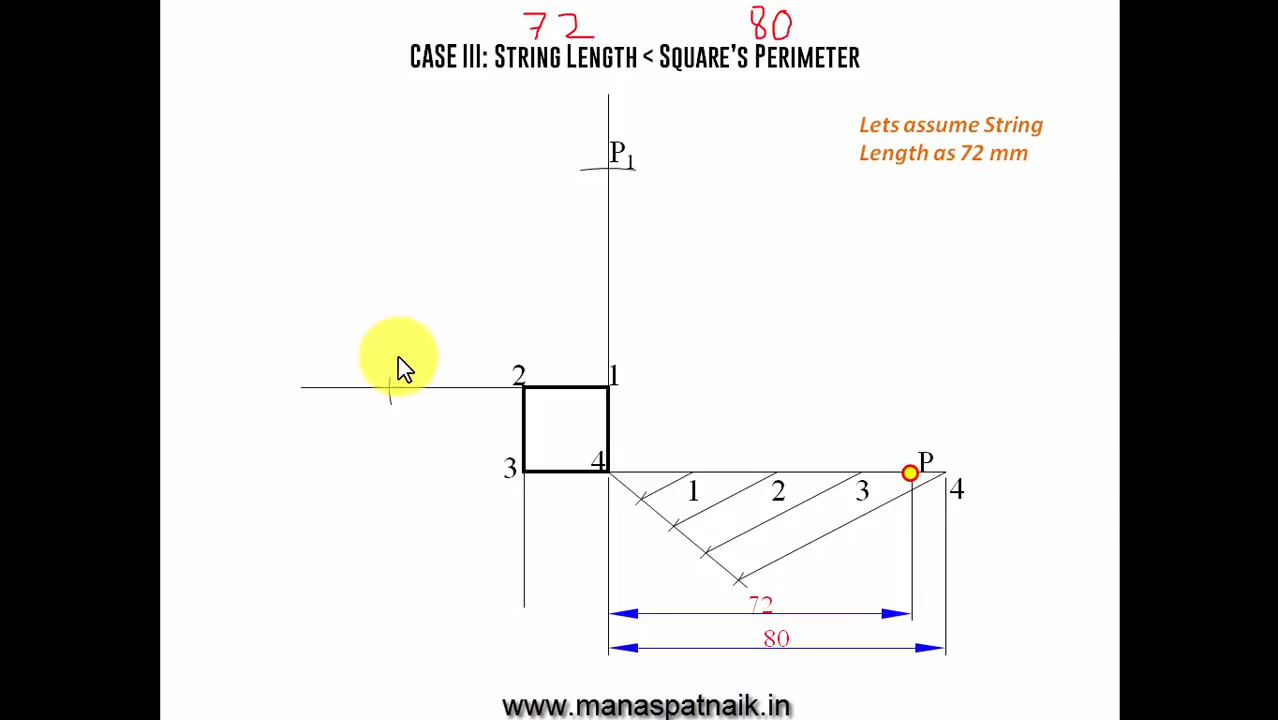 72 80
CASE III: STRING LENGTH < SQUARE'S PERIMETER
Lets assume String
Length as 72 mm
P1
2 1
3 4
P
1 2 3 4
72
80
www.manaspatnaik.in